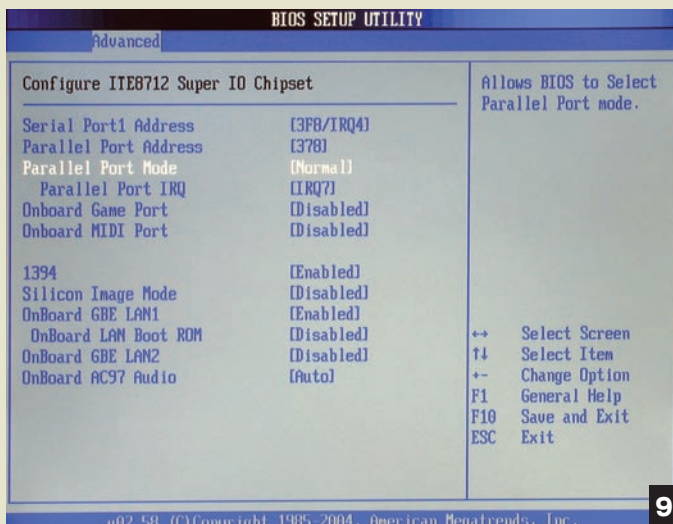 BIOS SETUP UTILITY
Advanced
Configure ITE8712 Super IO Chipset
Serial Port1 Address [3F8/IRQ4]
Parallel Port Address [378]
Parallel Port Mode [Normal]
Parallel Port IRQ [IRQ7]
Onboard Game Port [Disabled]
Onboard MIDI Port [Disabled]
1394 [Enabled]
Silicon Image Mode [Disabled]
OnBoard GBE LAN1 [Enabled]
OnBoard LAN Boot ROM [Disabled]
OnBoard GBE LAN2 [Disabled]
OnBoard AC97 Audio [Auto]
Allows BIOS to Select
Parallel Port mode.
↔ Select Screen
↑↓ Select Item
+- Change Option
F1 General Help
F10 Save and Exit
ESC Exit
v02.58 (C)Copyright 1985-2004, American Megatrends, Inc.
9